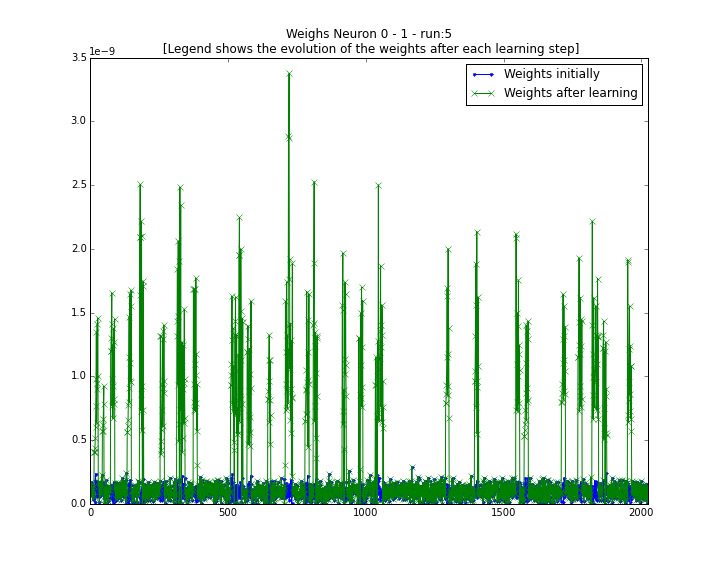 Weighs Neuron 0 - 1 - run:5
[Legend shows the evolution of the weights after each learning step]
1e−9
3.5
3.0
2.5
2.0
1.5
1.0
0.5
0.0
0
500
1000
1500
2000
Weights initially
Weights after learning